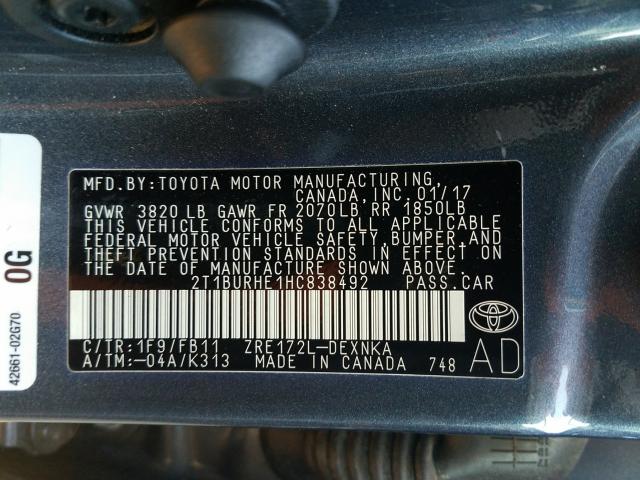 MFD.BY:TOYOTA MOTOR MANUFACTURING,
CANADA,INC. 01/17
GVWR 3820 LB GAWR FR 2070LB RR 1850LB
THIS VEHICLE CONFORMS TO ALL APPLICABLE
FEDERAL MOTOR VEHICLE SAFETY,BUMPER,AND
THEFT PREVENTION STANDARDS IN EFFECT ON
THE DATE OF MANUFACTURE SHOWN ABOVE.
2T1BURHE1HC838492 PASS.CAR
C/TR:1F9/FB11 ZRE172L-DEXNKA
A/TM:-04A/K313 MADE IN CANADA 748
AD
0G
42661-02G70